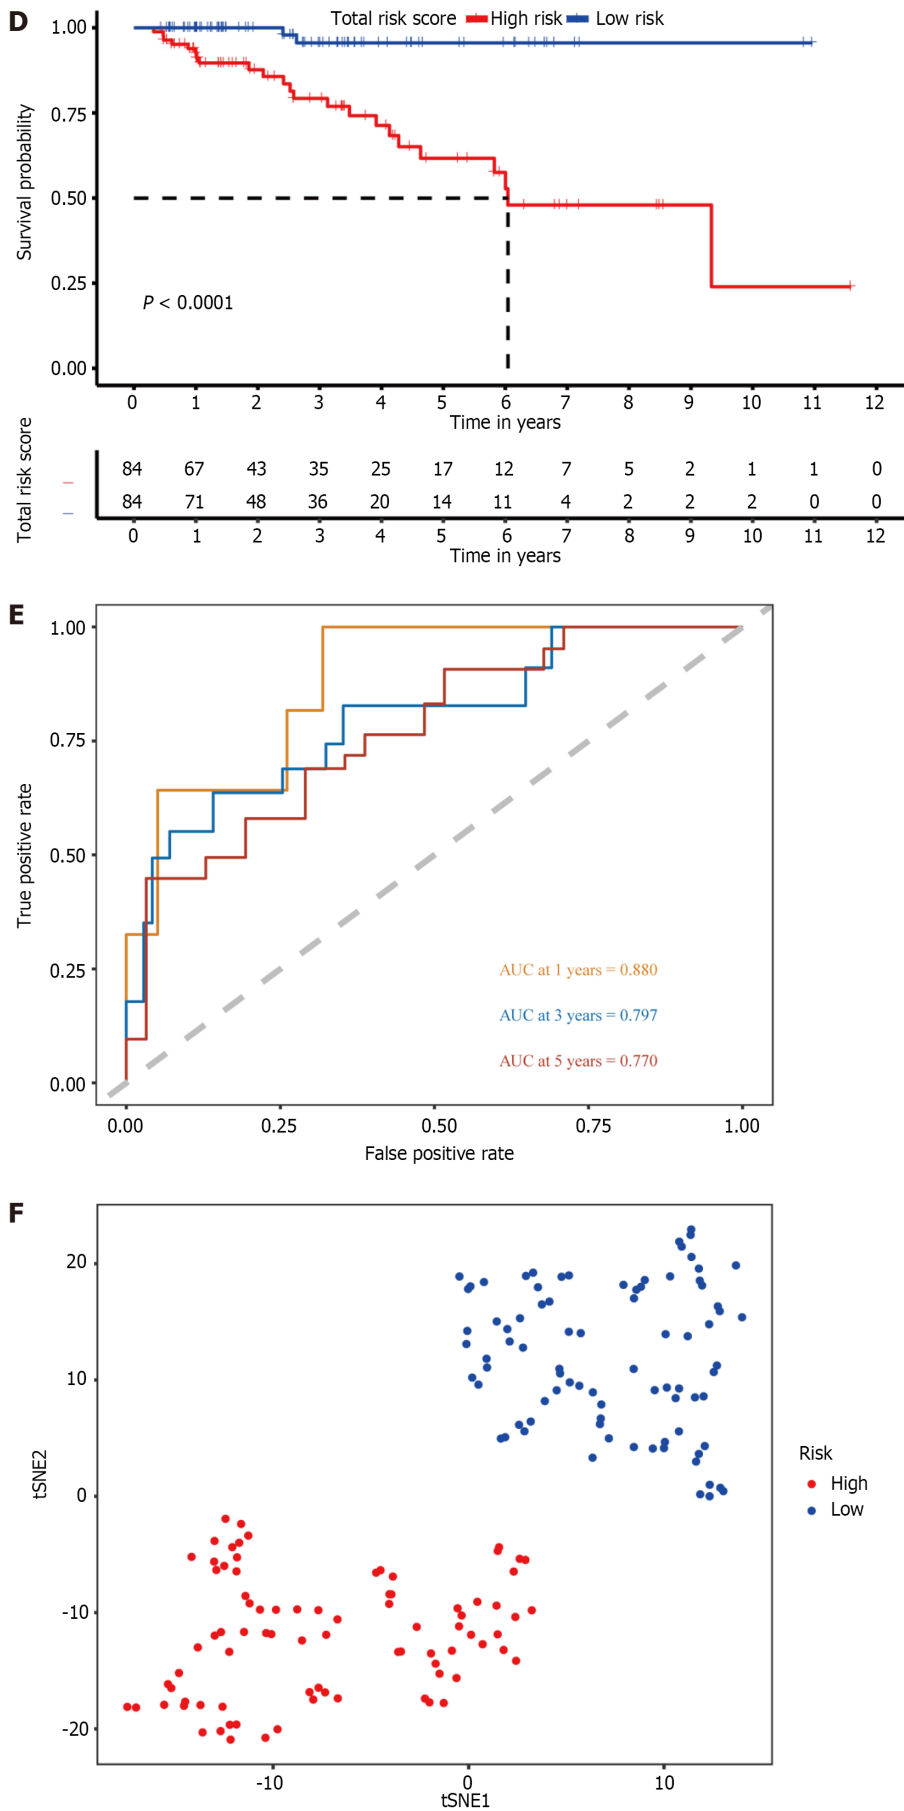 D
Total risk score High risk Low risk
1.00
0.75
0.50
0.25
0.00
Survival probability
P < 0.0001
0 1 2 3 4 5 6 7 8 9 10 11 12
Time in years
Total risk score
84 67 43 35 25 17 12 7 5 2 1 1 0
84 71 48 36 20 14 11 4 2 2 2 0 0
0 1 2 3 4 5 6 7 8 9 10 11 12
Time in years
E
1.00
0.75
0.50
0.25
0.00
True positive rate
AUC at 1 years = 0.880
AUC at 3 years = 0.797
AUC at 5 years = 0.770
0.00 0.25 0.50 0.75 1.00
False positive rate
F
20
10
0
-10
-20
tSNE2
Risk
High
Low
-10 0 10
tSNE1